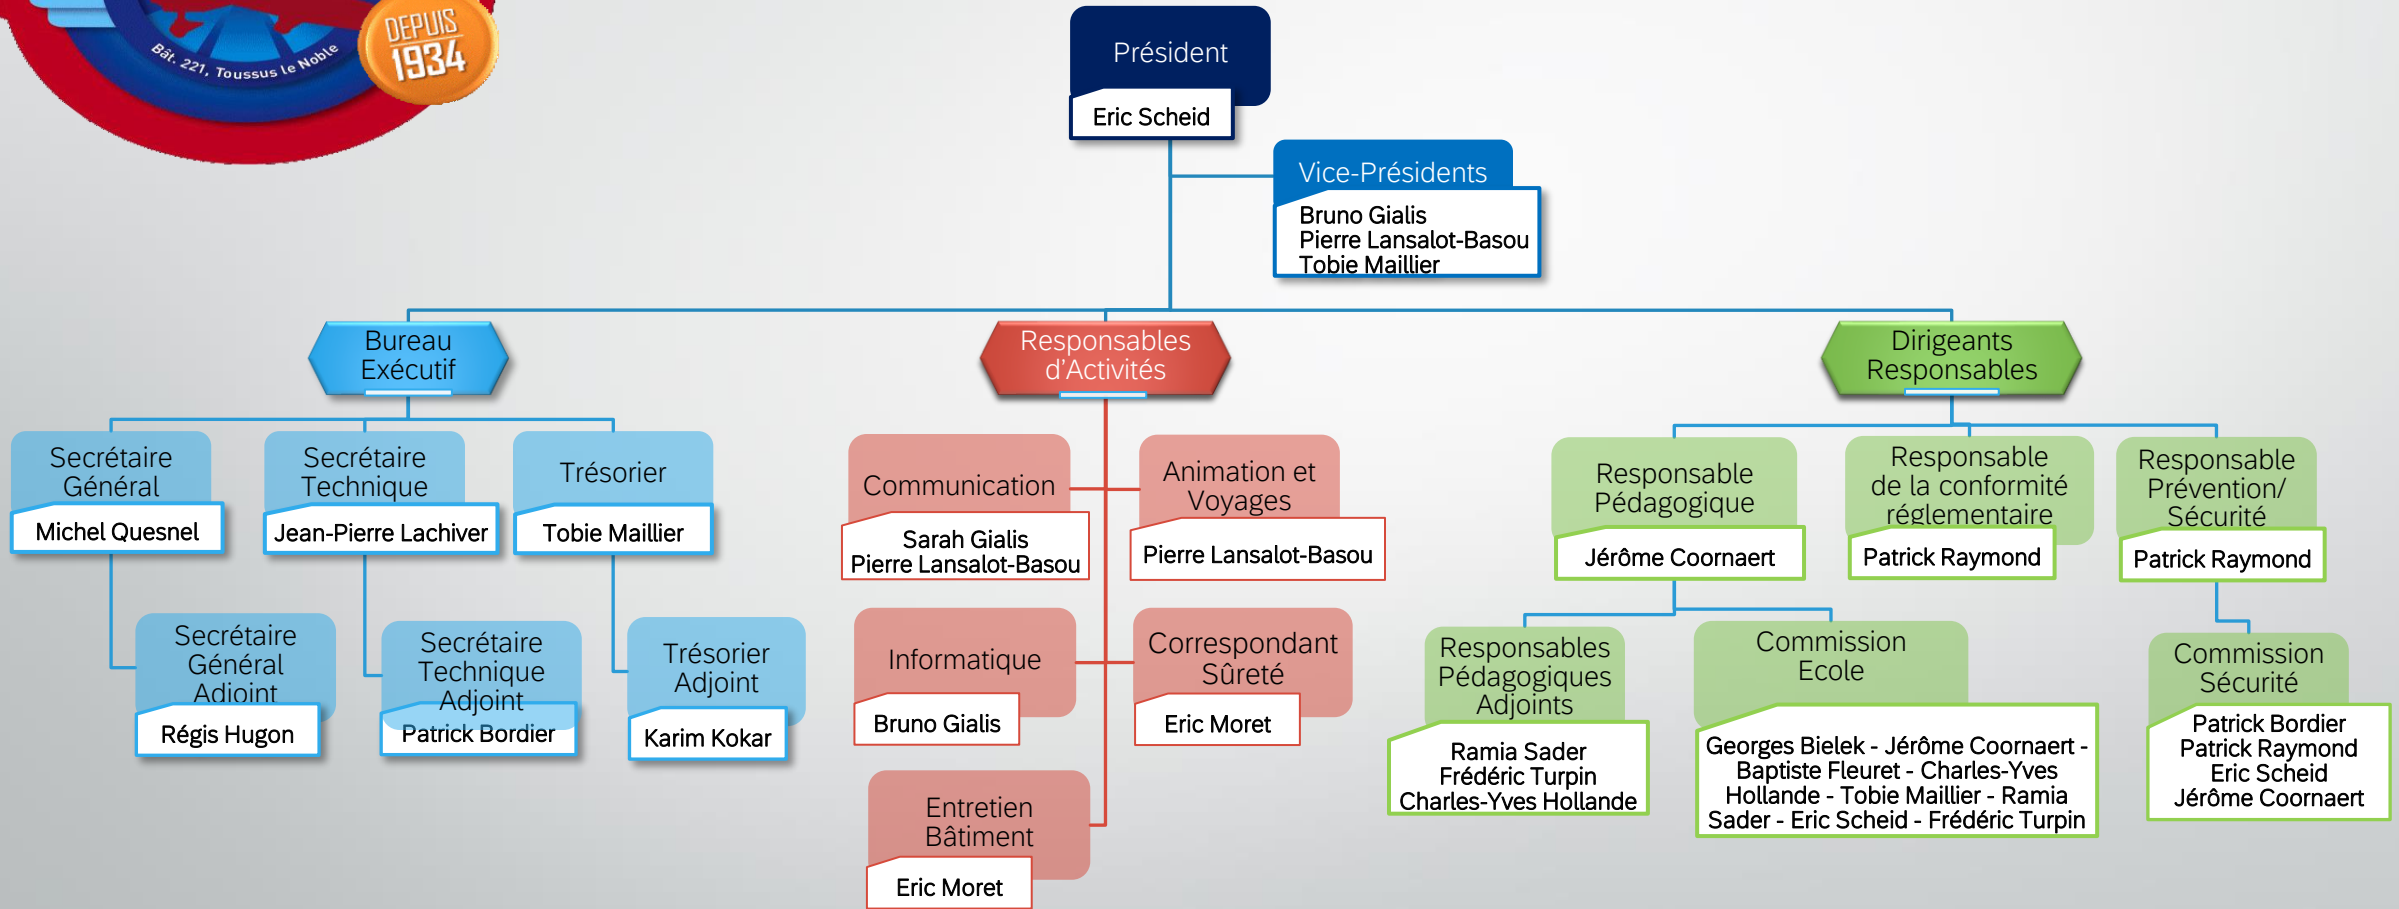 DEPUIS
1934
Bât. 221, Toussus le Noble
Président
Eric Scheid
Vice-Présidents
Bruno Gialis
Pierre Lansalot-Basou
Tobie Maillier
Bureau
Exécutif
Responsables
d'Activités
Dirigeants
Responsables
Secrétaire
Général
Michel Quesnel
Secrétaire
Technique
Jean-Pierre Lachiver
Trésorier
Tobie Maillier
Secrétaire
Général
Adjoint
Régis Hugon
Secrétaire
Technique
Adjoint
Patrick Bordier
Trésorier
Adjoint
Karim Kokar
Communication
Sarah Gialis
Pierre Lansalot-Basou
Animation et
Voyages
Pierre Lansalot-Basou
Informatique
Bruno Gialis
Correspondant
Sûreté
Eric Moret
Entretien
Bâtiment
Eric Moret
Responsable
Pédagogique
Jérôme Coornaert
Responsable
de la conformité
réglementaire
Patrick Raymond
Responsable
Prévention/
Sécurité
Patrick Raymond
Responsables
Pédagogiques
Adjoints
Ramia Sader
Frédéric Turpin
Charles-Yves Hollande
Commission
Ecole
Georges Bielek - Jérôme Coornaert -
Baptiste Fleuret - Charles-Yves
Hollande - Tobie Maillier - Ramia
Sader - Eric Scheid - Frédéric Turpin
Commission
Sécurité
Patrick Bordier
Patrick Raymond
Eric Scheid
Jérôme Coornaert